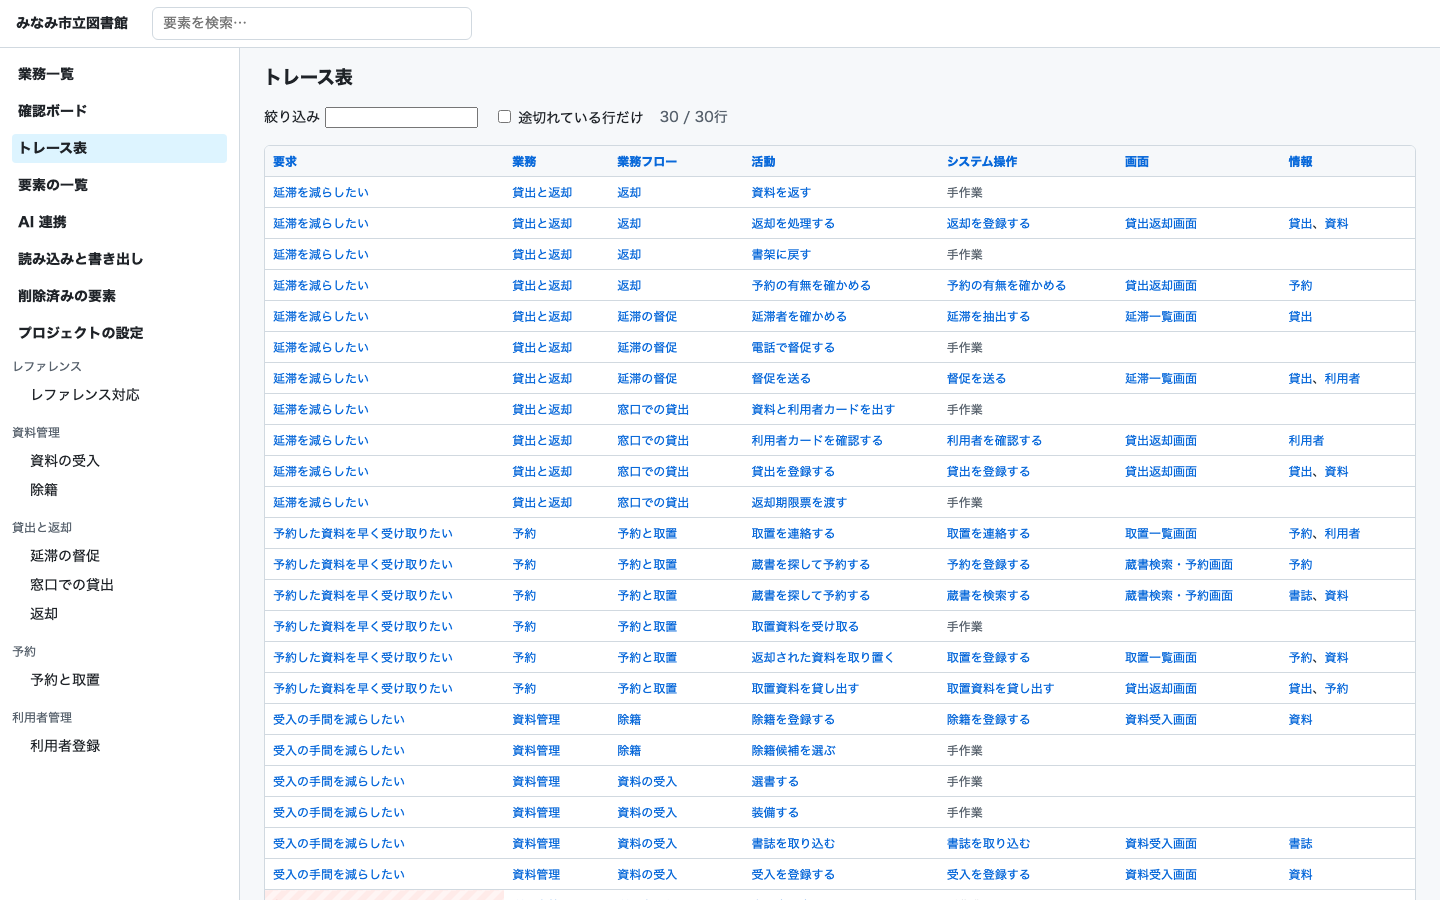 みなみ市立図書館
要素を検索…
業務一覧
確認ボード
トレース表
要素の一覧
AI 連携
読み込みと書き出し
削除済みの要素
プロジェクトの設定
レファレンス
レファレンス対応
資料管理
資料の受入
除籍
貸出と返却
延滞の督促
窓口での貸出
返却
予約
予約と取置
利用者管理
利用者登録
トレース表
絞り込み 途切れている行だけ 30 / 30行
要求 業務 業務フロー 活動 システム操作 画面 情報
延滞を減らしたい 貸出と返却 返却 資料を返す 手作業
延滞を減らしたい 貸出と返却 返却 返却を処理する 返却を登録する 貸出返却画面 貸出、資料
延滞を減らしたい 貸出と返却 返却 書架に戻す 手作業
延滞を減らしたい 貸出と返却 返却 予約の有無を確かめる 予約の有無を確かめる 貸出返却画面 予約
延滞を減らしたい 貸出と返却 延滞の督促 延滞者を確かめる 延滞を抽出する 延滞一覧画面 貸出
延滞を減らしたい 貸出と返却 延滞の督促 電話で督促する 手作業
延滞を減らしたい 貸出と返却 延滞の督促 督促を送る 督促を送る 延滞一覧画面 貸出、利用者
延滞を減らしたい 貸出と返却 窓口での貸出 資料と利用者カードを出す 手作業
延滞を減らしたい 貸出と返却 窓口での貸出 利用者カードを確認する 利用者を確認する 貸出返却画面 利用者
延滞を減らしたい 貸出と返却 窓口での貸出 貸出を登録する 貸出を登録する 貸出返却画面 貸出、資料
延滞を減らしたい 貸出と返却 窓口での貸出 返却期限票を渡す 手作業
予約した資料を早く受け取りたい 予約 予約と取置 取置を連絡する 取置を連絡する 取置一覧画面 予約、利用者
予約した資料を早く受け取りたい 予約 予約と取置 蔵書を探して予約する 予約を登録する 蔵書検索・予約画面 予約
予約した資料を早く受け取りたい 予約 予約と取置 蔵書を探して予約する 蔵書を検索する 蔵書検索・予約画面 書誌、資料
予約した資料を早く受け取りたい 予約 予約と取置 取置資料を受け取る 手作業
予約した資料を早く受け取りたい 予約 予約と取置 返却された資料を取り置く 取置を登録する 取置一覧画面 予約、資料
予約した資料を早く受け取りたい 予約 予約と取置 取置資料を貸し出す 取置資料を貸し出す 貸出返却画面 貸出、予約
受入の手間を減らしたい 資料管理 除籍 除籍を登録する 除籍を登録する 資料受入画面 資料
受入の手間を減らしたい 資料管理 除籍 除籍候補を選ぶ 手作業
受入の手間を減らしたい 資料管理 資料の受入 選書する 手作業
受入の手間を減らしたい 資料管理 資料の受入 装備する 手作業
受入の手間を減らしたい 資料管理 資料の受入 書誌を取り込む 書誌を取り込む 資料受入画面 書誌
受入の手間を減らしたい 資料管理 資料の受入 受入を登録する 受入を登録する 資料受入画面 資料